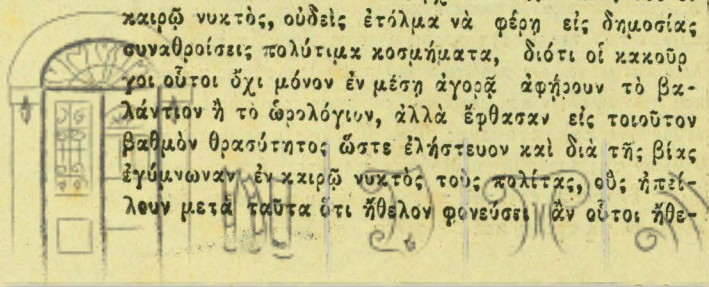 καιρῷ νυκτὸς, οὐδεὶς ἐτόλμα νὰ φέρῃ εἰς δημοσίας
συναθροίσεις πολύτιμα κοσμήματα, διότι οἱ κακοῦρ
γοι οὗτοι ὄχι μόνον ἐν μέσῃ ἀγορᾷ ἀφῄρουν τὸ βα-
λάντιον ἢ τὸ ὡρολόγιον, ἀλλὰ ἔφθασαν εἰς τοιοῦτον
βαθμὸν θρασύτητος ὥστε ἐλήστευον καὶ διὰ τῆς βίας
ἐγύμνωναν ἐν καιρῷ νυκτὸς τοὺς πολίτας, οὓς ἠπεί-
λουν μετὰ ταῦτα ὅτι ἤθελον φονεύσει ἂν οὗτοι ἤθε-